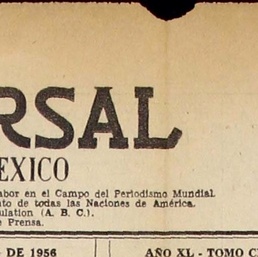 RSAL
MEXICO
abor en el Campo del Periodismo Mundial.
nto de todas las Naciones de América.
ulation (A. B. C.).
e Prensa.
DE 1956
AÑO XL - TOMO C